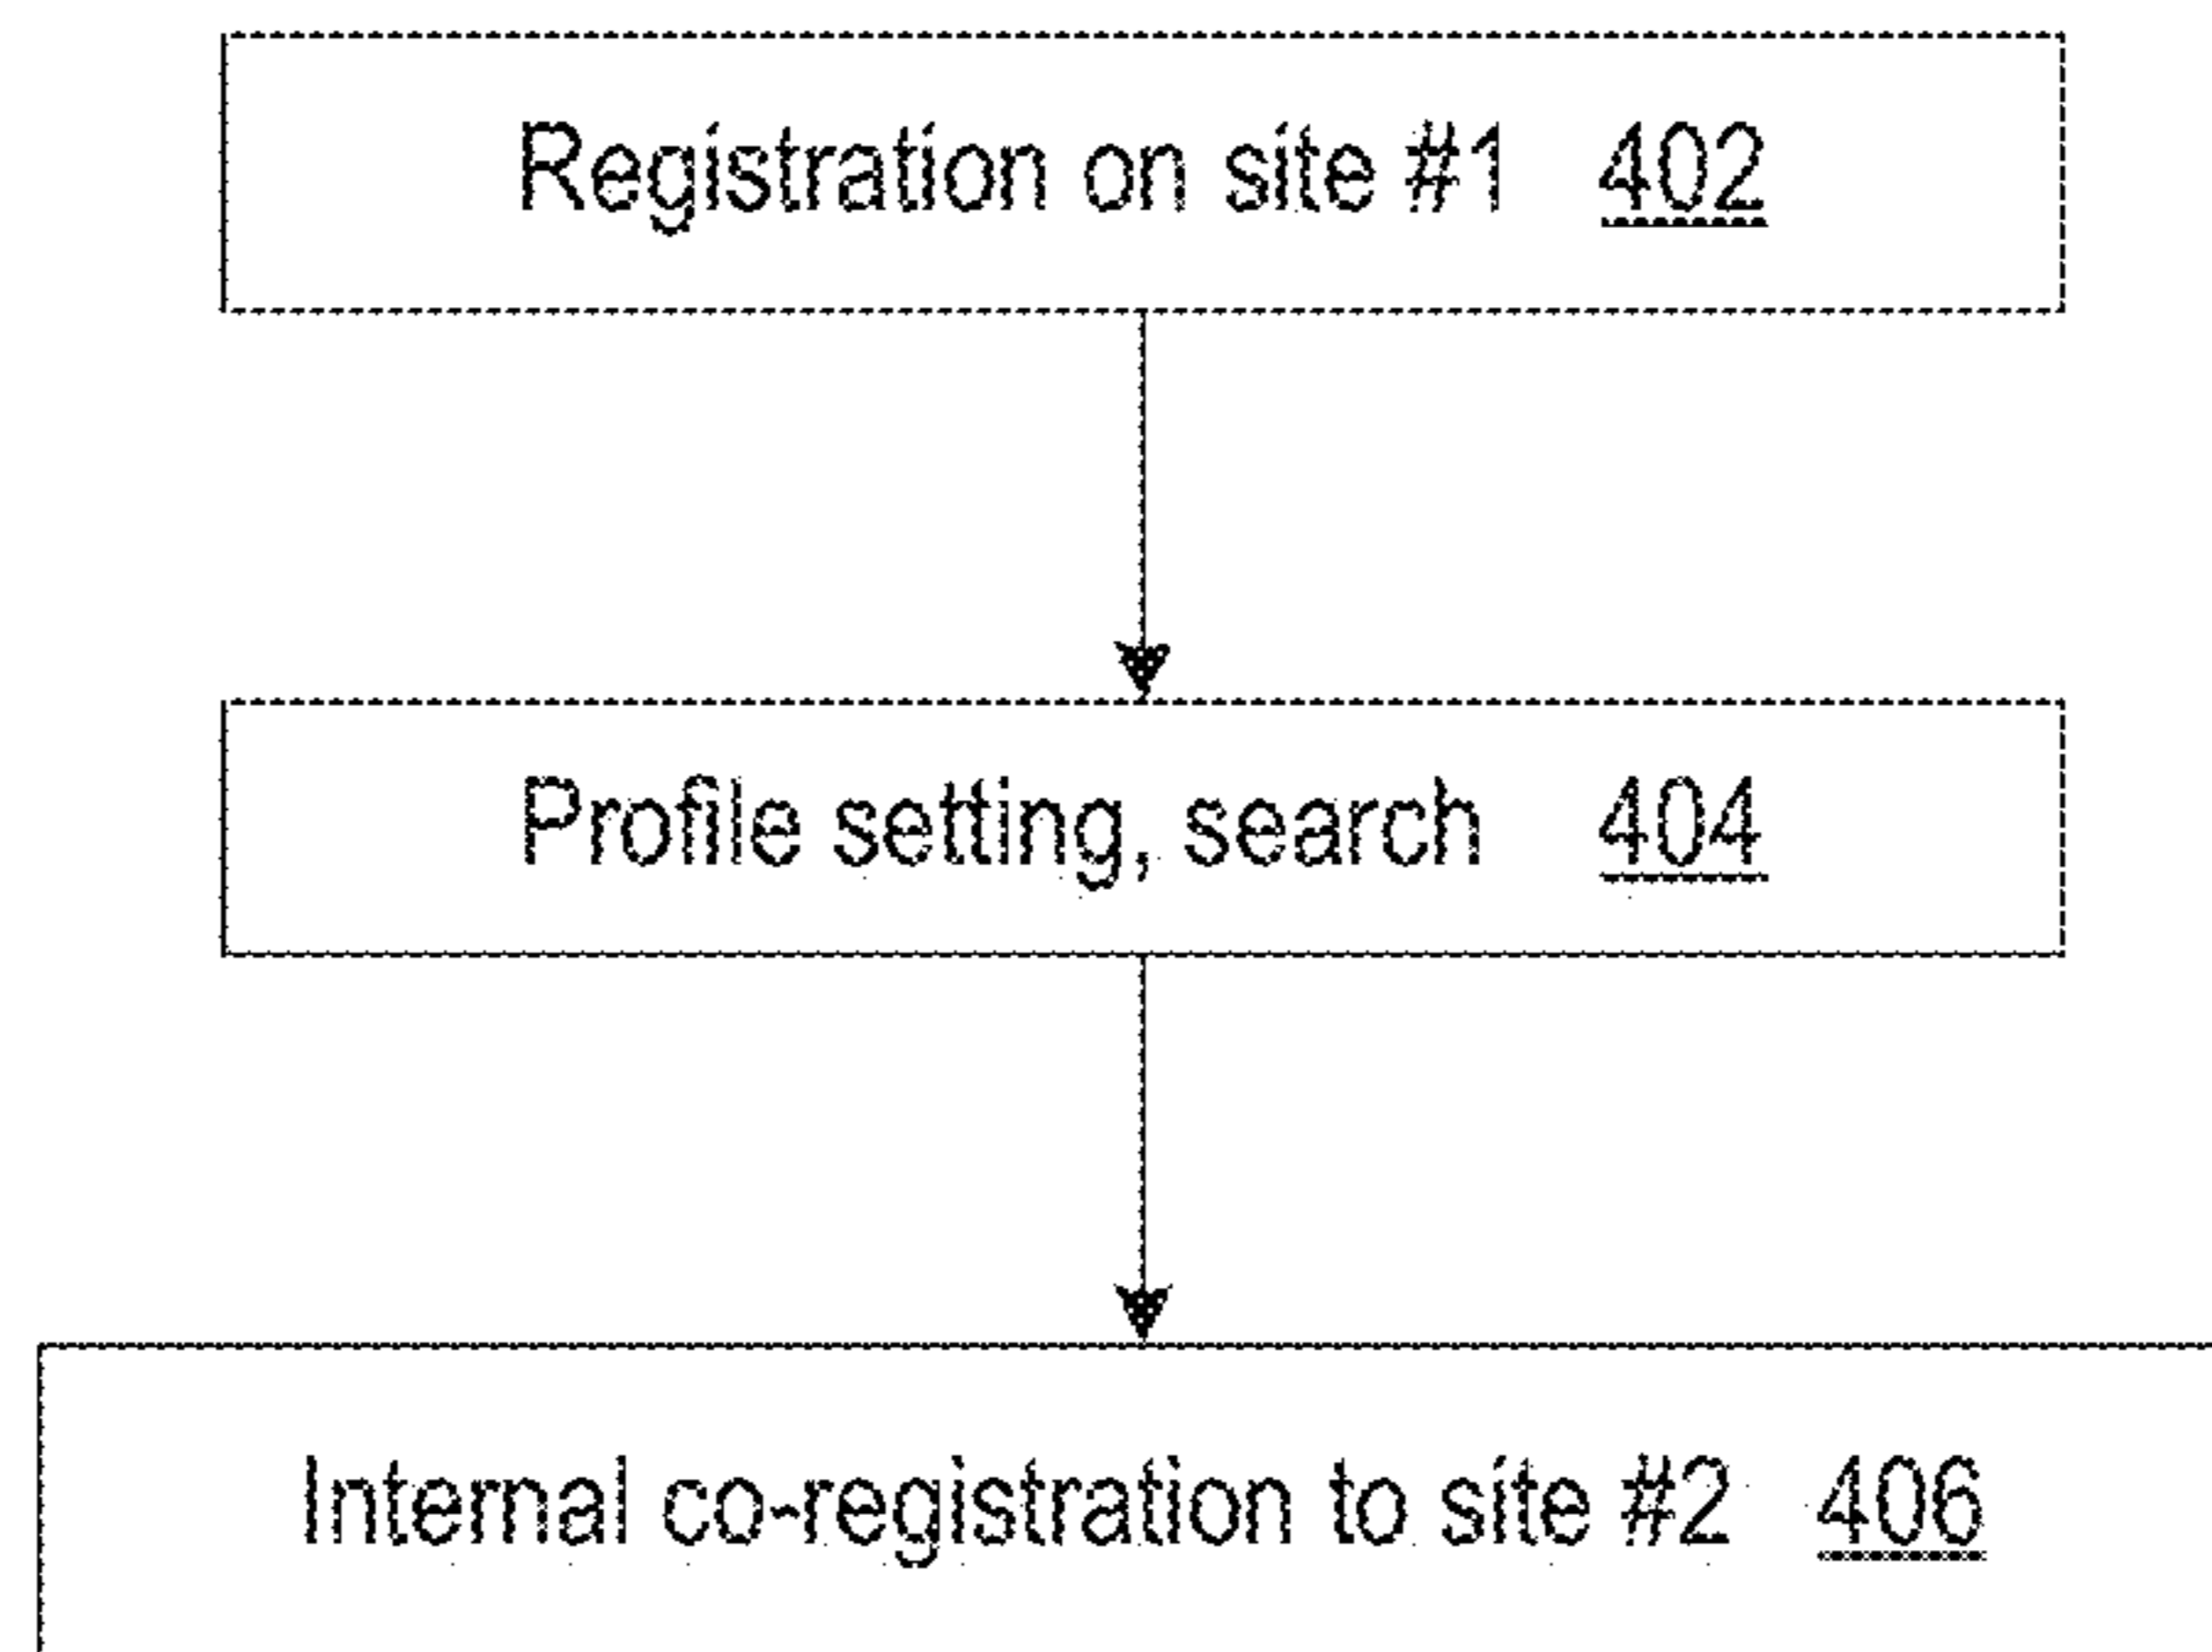 Registration on site #1 402
Profile setting, search 404
Internal co-registration to site #2 406